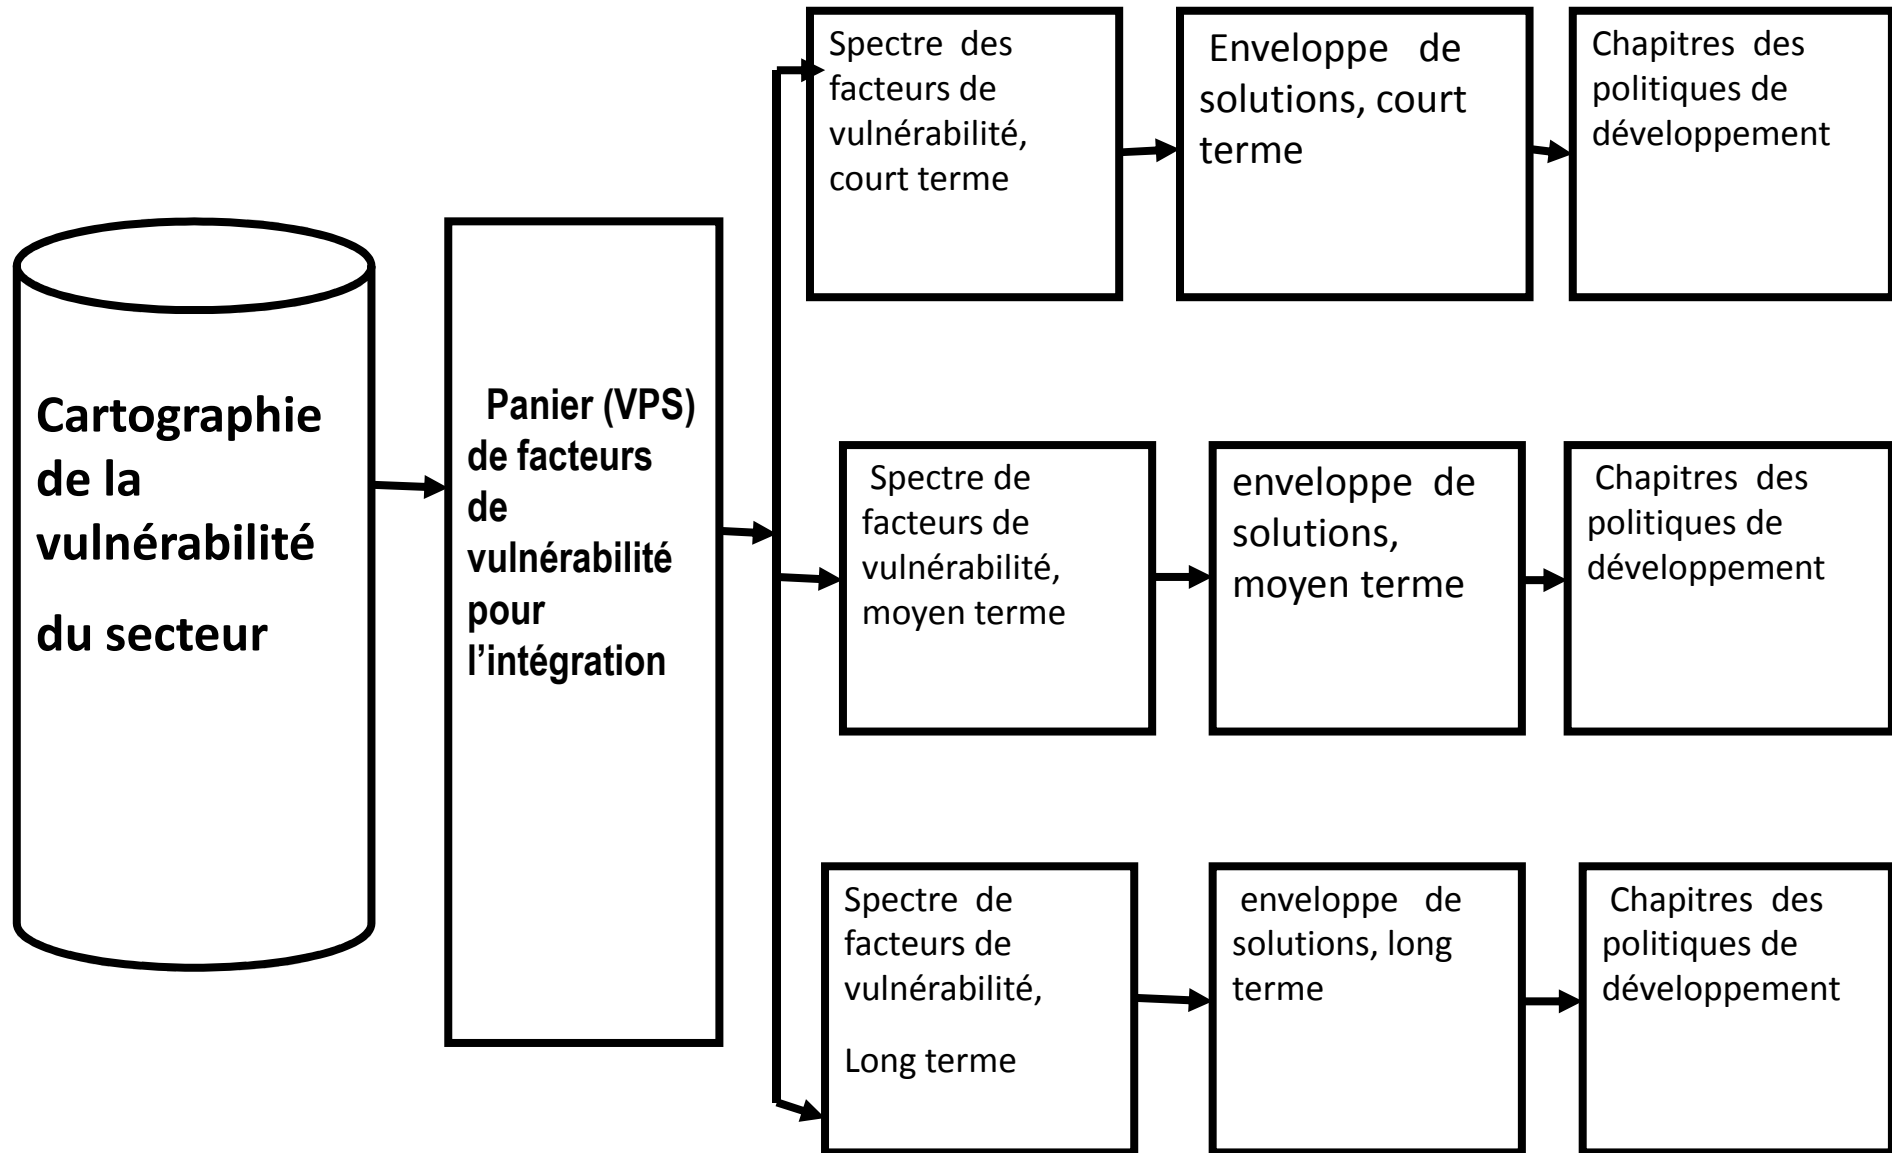 Cartographie
de la
vulnérabilité
du secteur
Panier (VPS)
de facteurs
de
vulnérabilité
pour
l’intégration
Spectre des
facteurs de
vulnérabilité,
court terme
Enveloppe de
solutions, court
terme
Chapitres des
politiques de
développement
Spectre de
facteurs de
vulnérabilité,
moyen terme
enveloppe de
solutions,
moyen terme
Chapitres des
politiques de
développement
Spectre de
facteurs de
vulnérabilité,
Long terme
enveloppe de
solutions, long
terme
Chapitres des
politiques de
développement